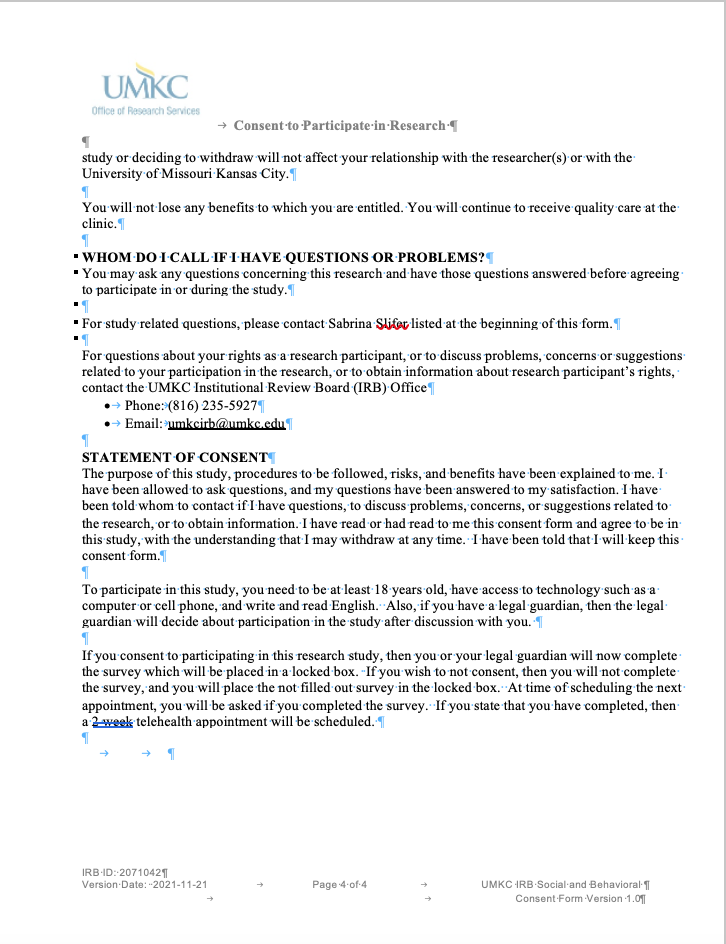 UMKC
Office of Research Services
Consent to Participate in Research
study or deciding to withdraw will not affect your relationship with the researcher(s) or with the
University of Missouri Kansas City.
You will not lose any benefits to which you are entitled. You will continue to receive quality care at the
clinic.
WHOM DO I CALL IF I HAVE QUESTIONS OR PROBLEMS?
You may ask any questions concerning this research and have those questions answered before agreeing
to participate in or during the study.
For study related questions, please contact Sabrina Slifer listed at the beginning of this form.
For questions about your rights as a research participant, or to discuss problems, concerns or suggestions
related to your participation in the research, or to obtain information about research participant's rights,
contact the UMKC Institutional Review Board (IRB) Office
• Phone: (816) 235-5927
• Email: umkcirb@umkc.edu
STATEMENT OF CONSENT
The purpose of this study, procedures to be followed, risks, and benefits have been explained to me. I
have been allowed to ask questions, and my questions have been answered to my satisfaction. I have
been told whom to contact if I have questions, to discuss problems, concerns, or suggestions related to
the research, or to obtain information. I have read or had read to me this consent form and agree to be in
this study, with the understanding that I may withdraw at any time. I have been told that I will keep this
consent form.
To participate in this study, you need to be at least 18 years old, have access to technology such as a
computer or cell phone, and write and read English. Also, if you have a legal guardian, then the legal
guardian will decide about participation in the study after discussion with you.
If you consent to participating in this research study, then you or your legal guardian will now complete
the survey which will be placed in a locked box. If you wish to not consent, then you will not complete
the survey, and you will place the not filled out survey in the locked box. At time of scheduling the next
appointment, you will be asked if you completed the survey. If you state that you have completed, then
a 2 week telehealth appointment will be scheduled.
IRB ID: 2071042
Version Date: 2021-11-21 Page 4 of 4 UMKC IRB Social and Behavioral
Consent Form Version 1.0